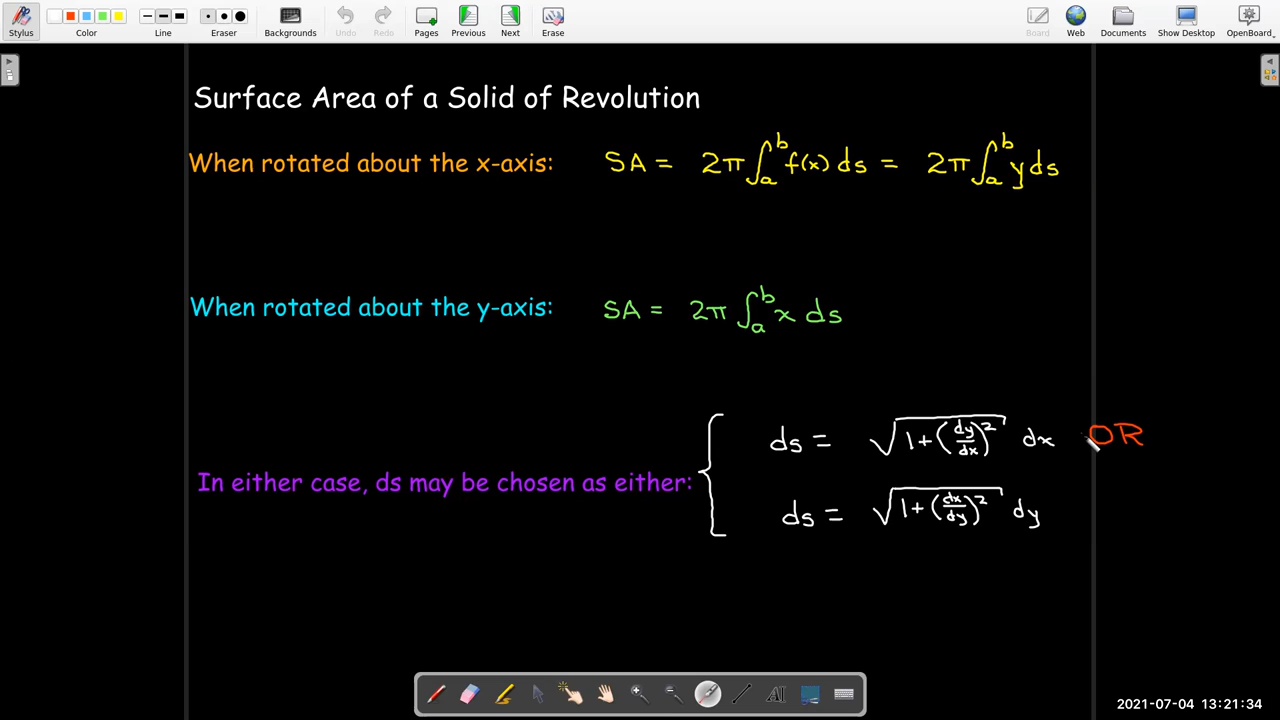 Stylus Color Line Eraser Backgrounds Undo Redo Pages Previous Next Erase Board Web Documents Show Desktop OpenBoard
Surface Area of a Solid of Revolution
When rotated about the x-axis: SA = 2π∫_a^b f(x) ds = 2π∫_a^b y ds
When rotated about the y-axis: SA = 2π∫_a^b x ds
ds = √(1+(dy/dx)²) dx OR
In either case, ds may be chosen as either:
ds = √(1+(dx/dy)²) dy
2021-07-04 13:21:34